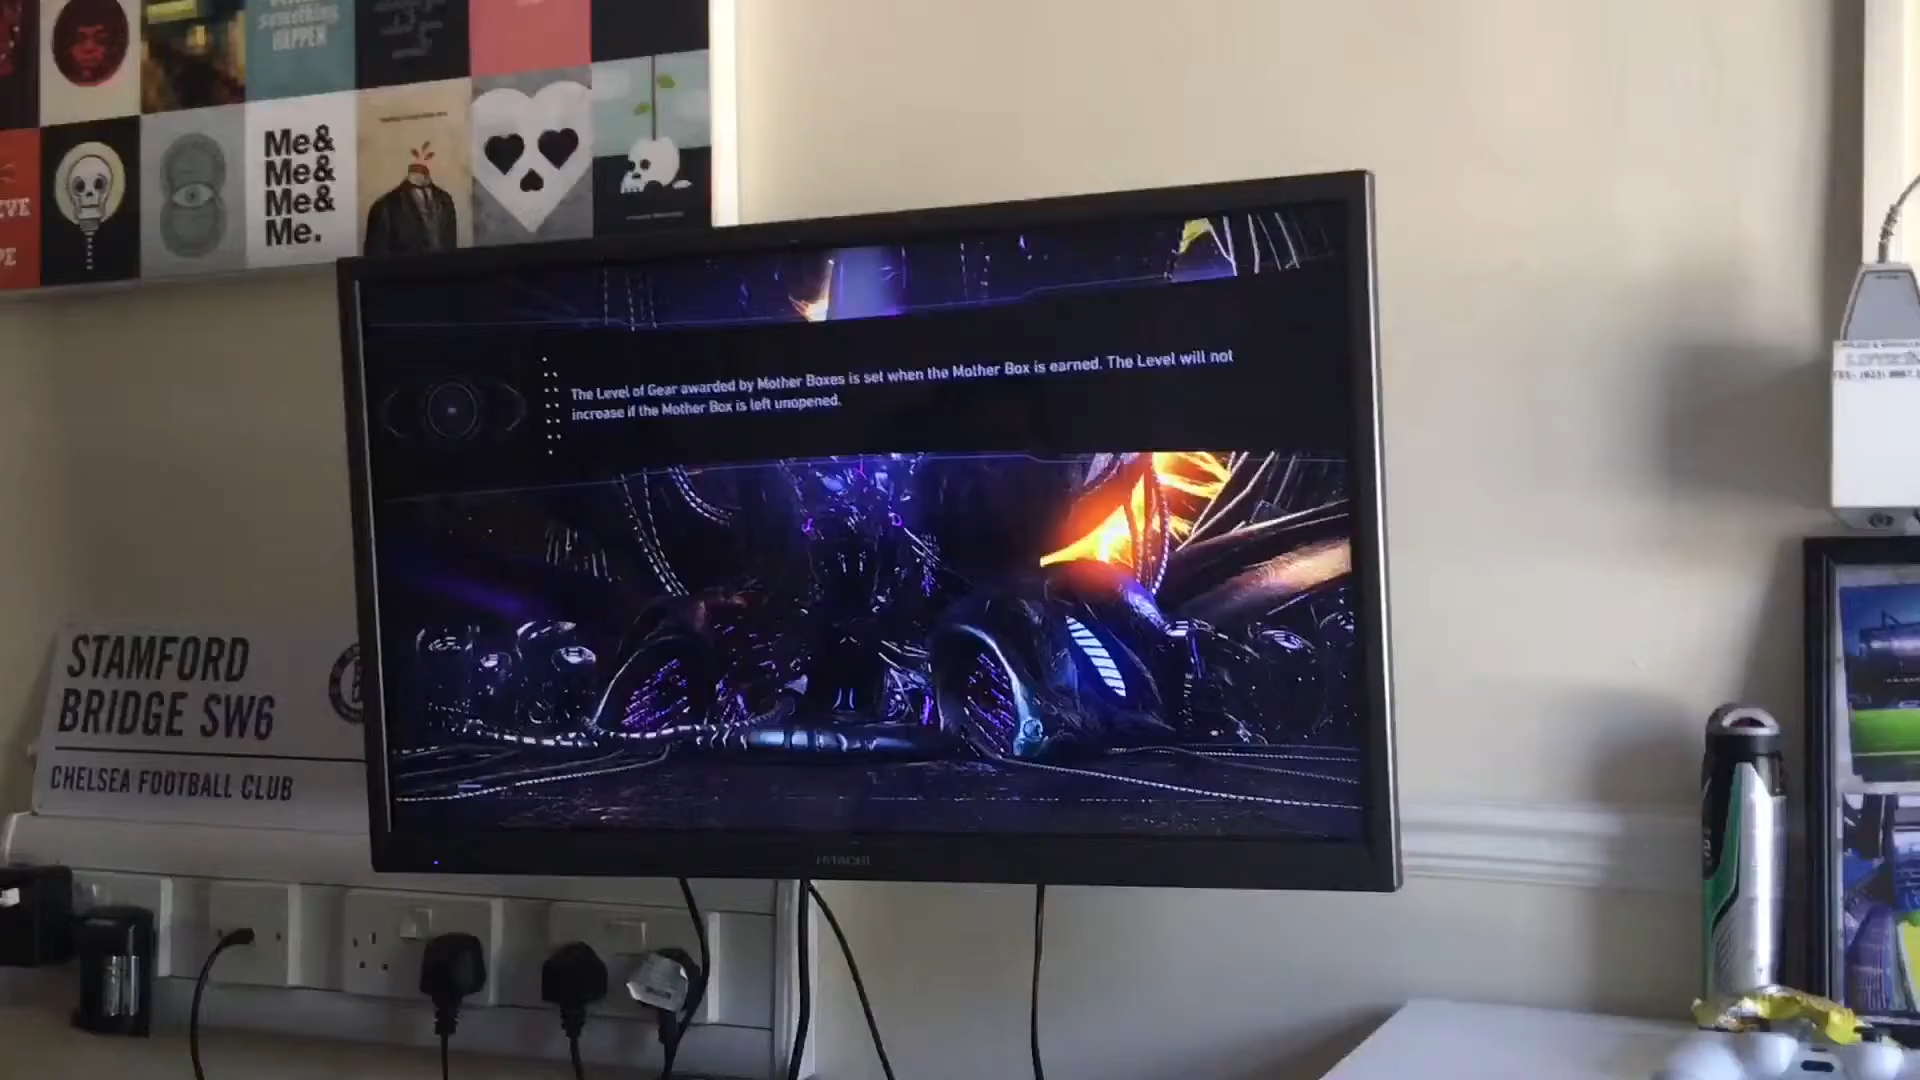 something
HAPPEN
Me&
Me&
Me&
Me.
The Level of Gear awarded by Mother Boxes is set when the Mother Box is earned. The Level will not
increase if the Mother Box is left unopened.
STAMFORD
BRIDGE SW6
CHELSEA FOOTBALL CLUB
HITACHI